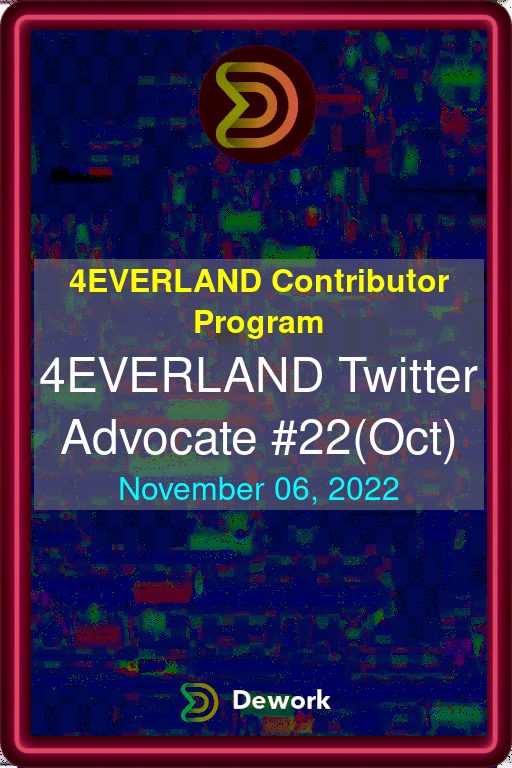 4EVERLAND Contributor
Program
4EVERLAND Twitter
Advocate #22(Oct)
November 06, 2022
Dework